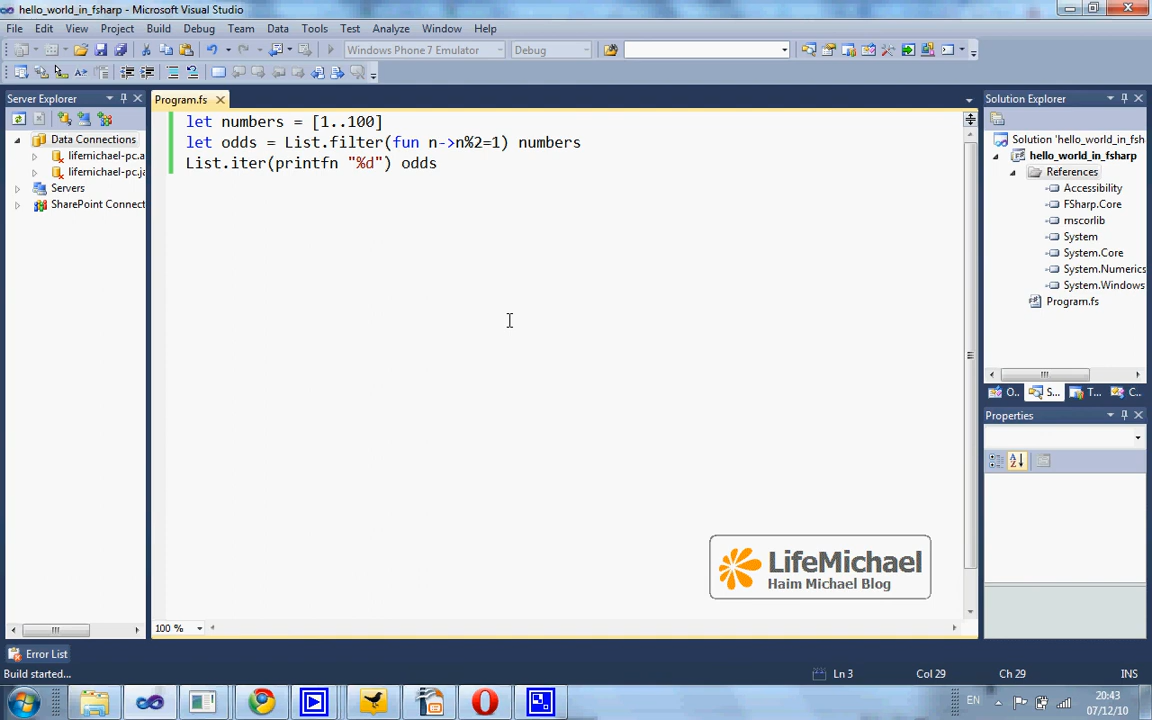 hello_world_in_fsharp - Microsoft Visual Studio
File Edit View Project Build Debug Team Data Tools Test Analyze Window Help
Windows Phone 7 Emulator Debug
Server Explorer
Data Connections
lifemichael-pc.a
lifemichael-pc.ja
Servers
SharePoint Connect
Program.fs
let numbers = [1..100]
let odds = List.filter(fun n->n%2=1) numbers
List.iter(printfn "%d") odds
100 %
LifeMichael
Haim Michael Blog
Solution Explorer
Solution 'hello_world_in_fsh
hello_world_in_fsharp
References
Accessibility
FSharp.Core
mscorlib
System
System.Core
System.Numerics
System.Windows
Program.fs
O... S... T... C...
Properties
Error List
Build started...
Ln 3 Col 29 Ch 29 INS
EN
20:43
07/12/10